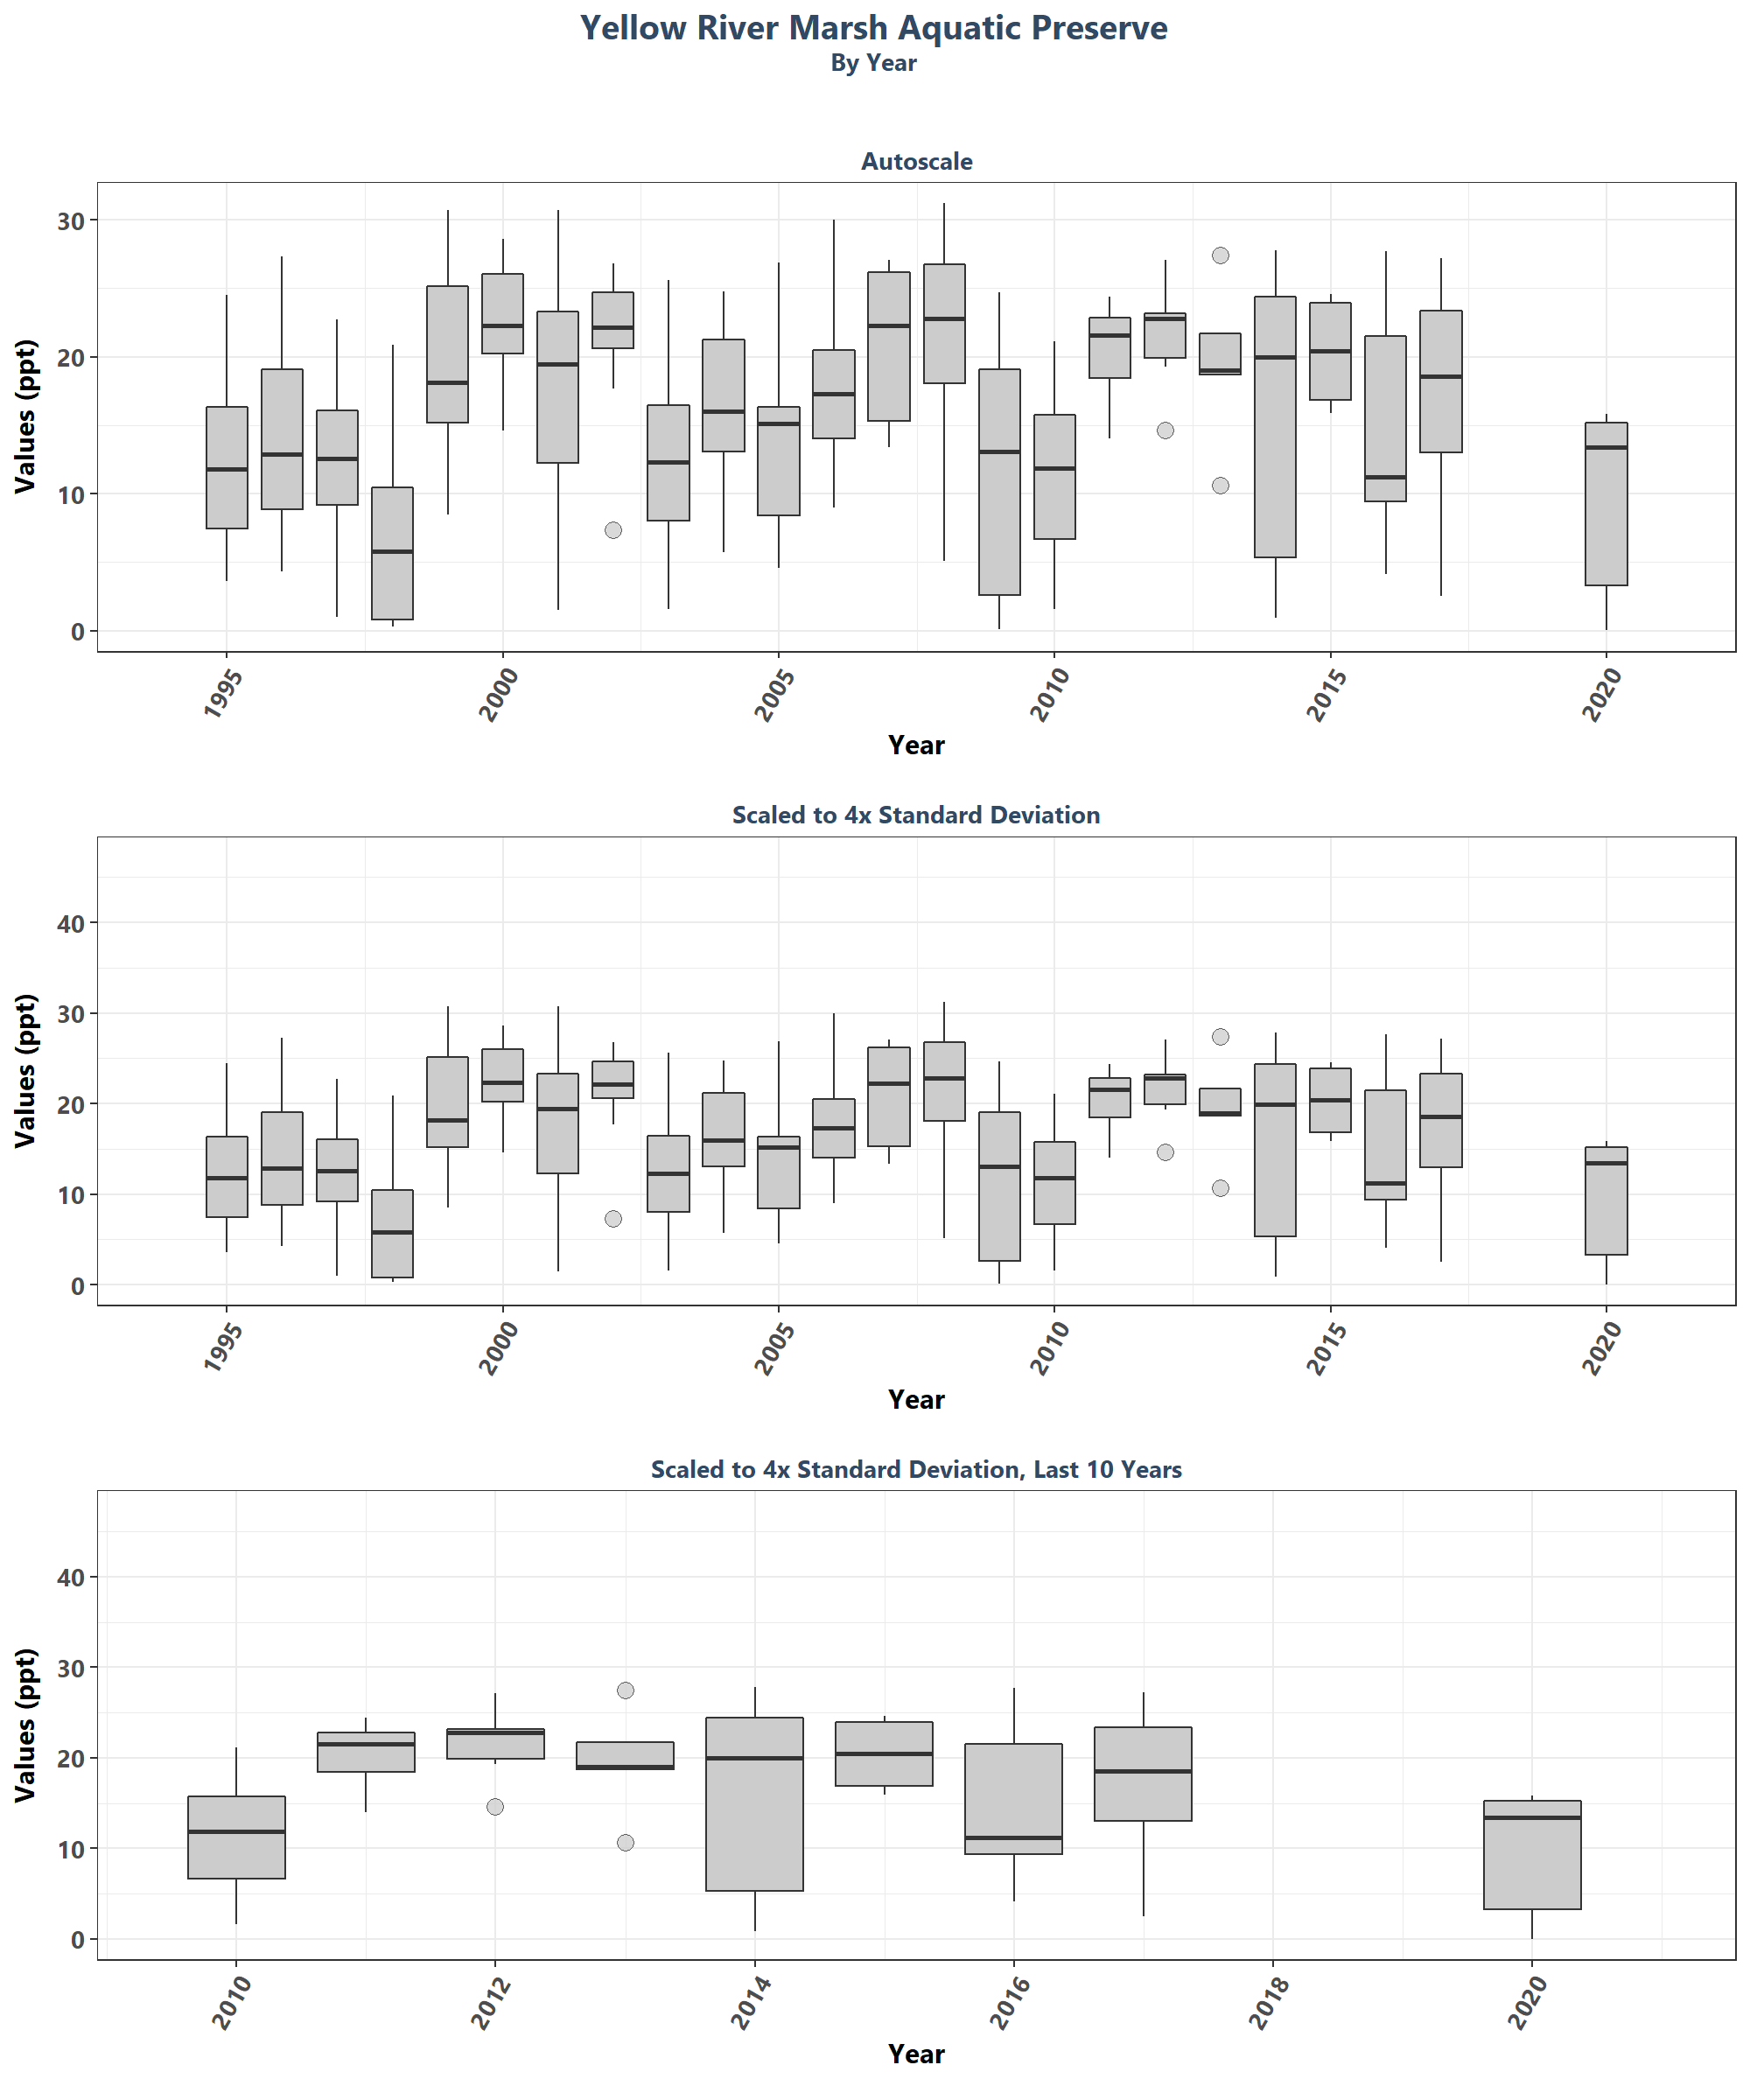 Yellow River Marsh Aquatic Preserve
By Year
Autoscale
Values (ppt)
30
20
10
0
1995 2000 2005 2010 2015 2020
Year
Scaled to 4x Standard Deviation
Values (ppt)
40
30
20
10
0
1995 2000 2005 2010 2015 2020
Year
Scaled to 4x Standard Deviation, Last 10 Years
Values (ppt)
40
30
20
10
0
2010 2012 2014 2016 2018 2020
Year